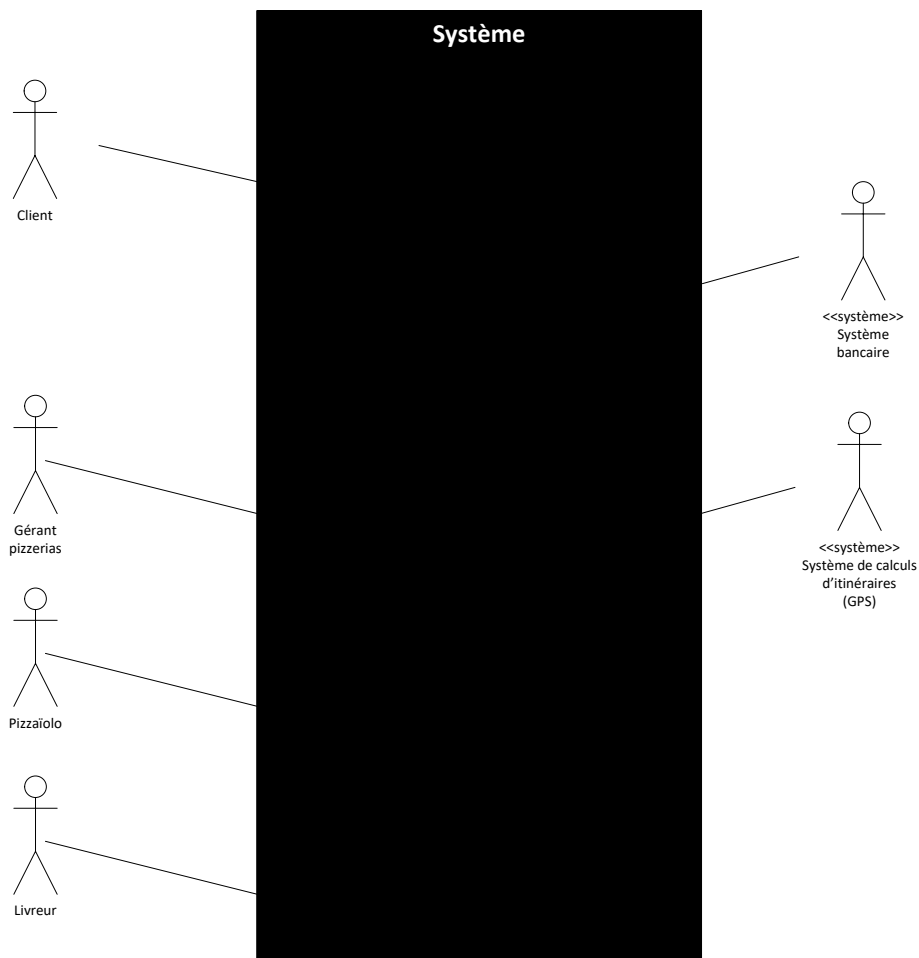 Système
Client
<<système>>
Système
bancaire
Gérant
pizzerias
<<système>>
Système de calculs
d’itinéraires
(GPS)
Pizzaïolo
Livreur